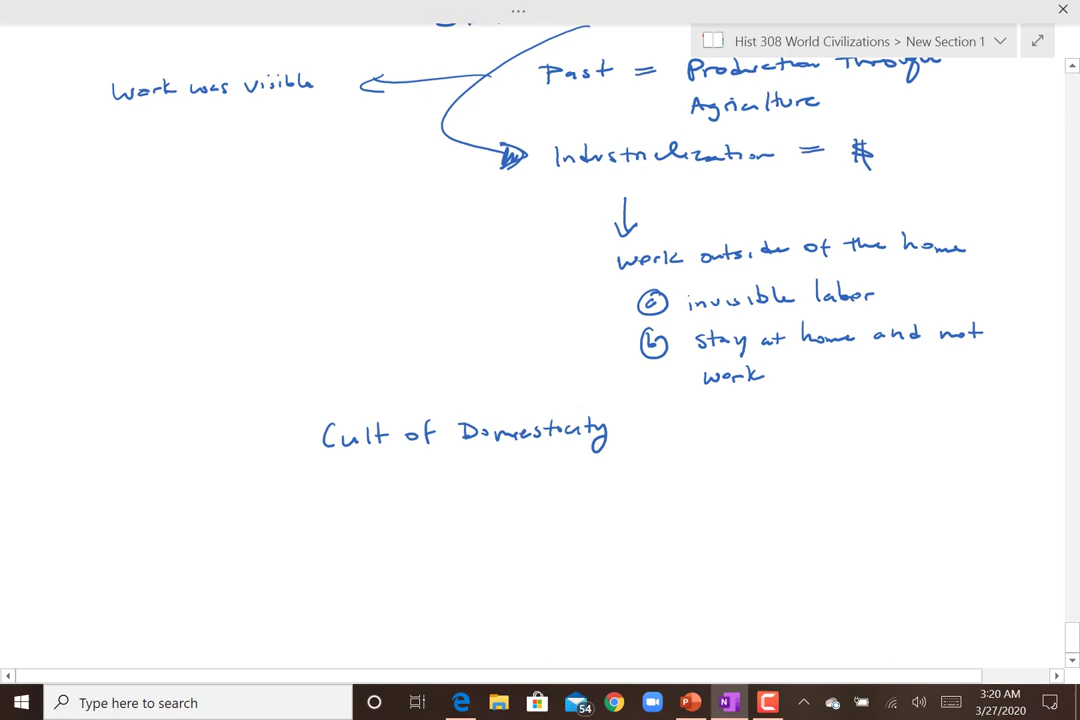 Hist 308 World Civilizations > New Section 1
Past = Production Through
Work was visible
Agriculture
Industrialization = $
work outside of the home
a invisible labor
b stay at home and not
work
Cult of Domesticity
Type here to search
54
3:20 AM
3/27/2020